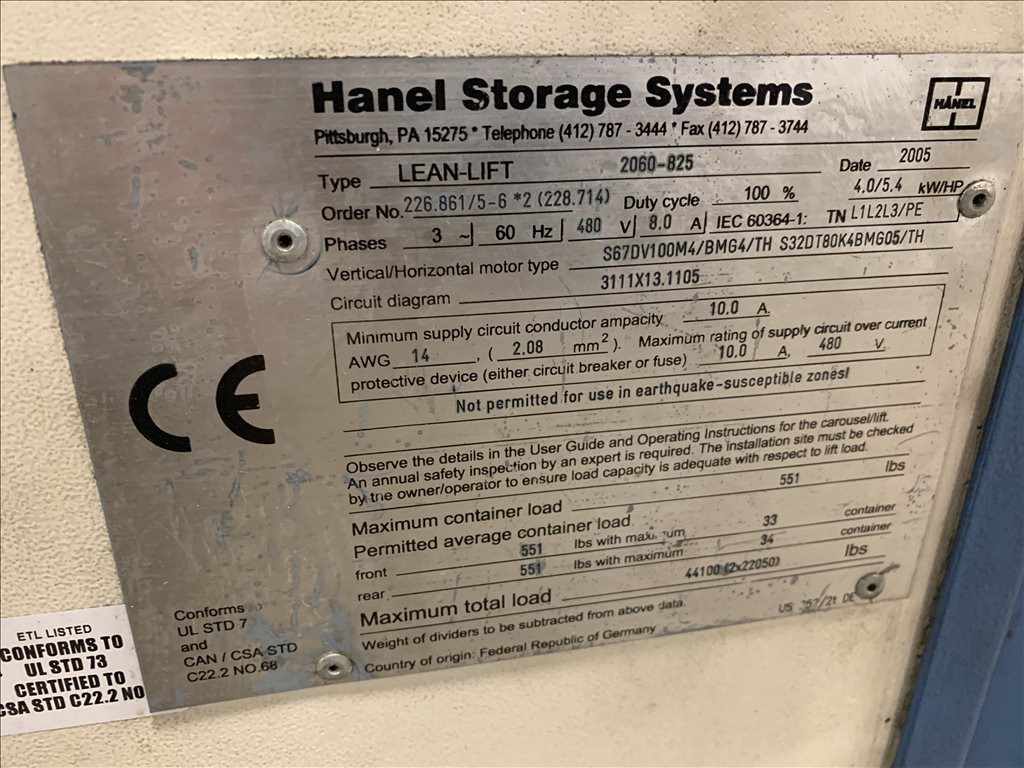 Hanel Storage Systems
HÄNEL
Pittsburgh, PA 15275 * Telephone (412) 787 - 3444 * Fax (412) 787 - 3744
Type LEAN-LIFT 2060-825 Date 2005
Order No. 226.861/5-6 *2 (228.714) Duty cycle 100 % 4.0/5.4 kW/HP
Phases 3 ~ 60 Hz 480 V 8.0 A IEC 60364-1: TN L1L2L3/PE
Vertical/Horizontal motor type S67DV100M4/BMG4/TH S32DT80K4BMG05/TH
Circuit diagram 3111X13.1105
Minimum supply circuit conductor ampacity 10.0 A.
AWG 14, ( 2.08 mm² ). Maximum rating of supply circuit over current
protective device (either circuit breaker or fuse) 10.0 A, 480 V.
Not permitted for use in earthquake-susceptible zones!
CE
Observe the details in the User Guide and Operating Instructions for the carousel/lift.
An annual safety inspection by an expert is required. The installation site must be checked
by the owner/operator to ensure load capacity is adequate with respect to lift load.
Maximum container load 551 lbs
Permitted average container load
front 551 lbs with maximum 33 container
rear 551 lbs with maximum 34 container
Maximum total load 44100 (2x22050) lbs
Weight of dividers to be subtracted from above data.
Country of origin: Federal Republic of Germany US 252/2t DE
Conforms
UL STD 7
and
CAN / CSA STD
C22.2 NO.68
ETL LISTED
CONFORMS TO
UL STD 73
CERTIFIED TO
CSA STD C22.2 NO